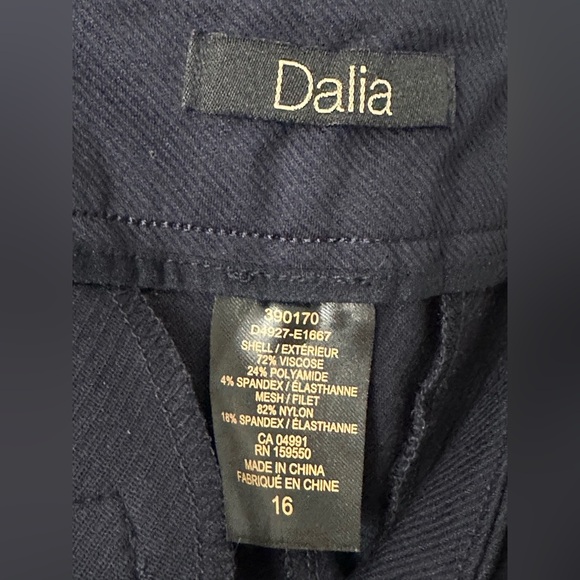 Dalia
390170
D4927-E1667
SHELL / EXTÉRIEUR
72% VISCOSE
24% POLYAMIDE
4% SPANDEX / ÉLASTHANNE
MESH / FILET
82% NYLON
18% SPANDEX / ÉLASTHANNE
CA 04991
RN 159550
MADE IN CHINA
FABRIQUÉ EN CHINE
16